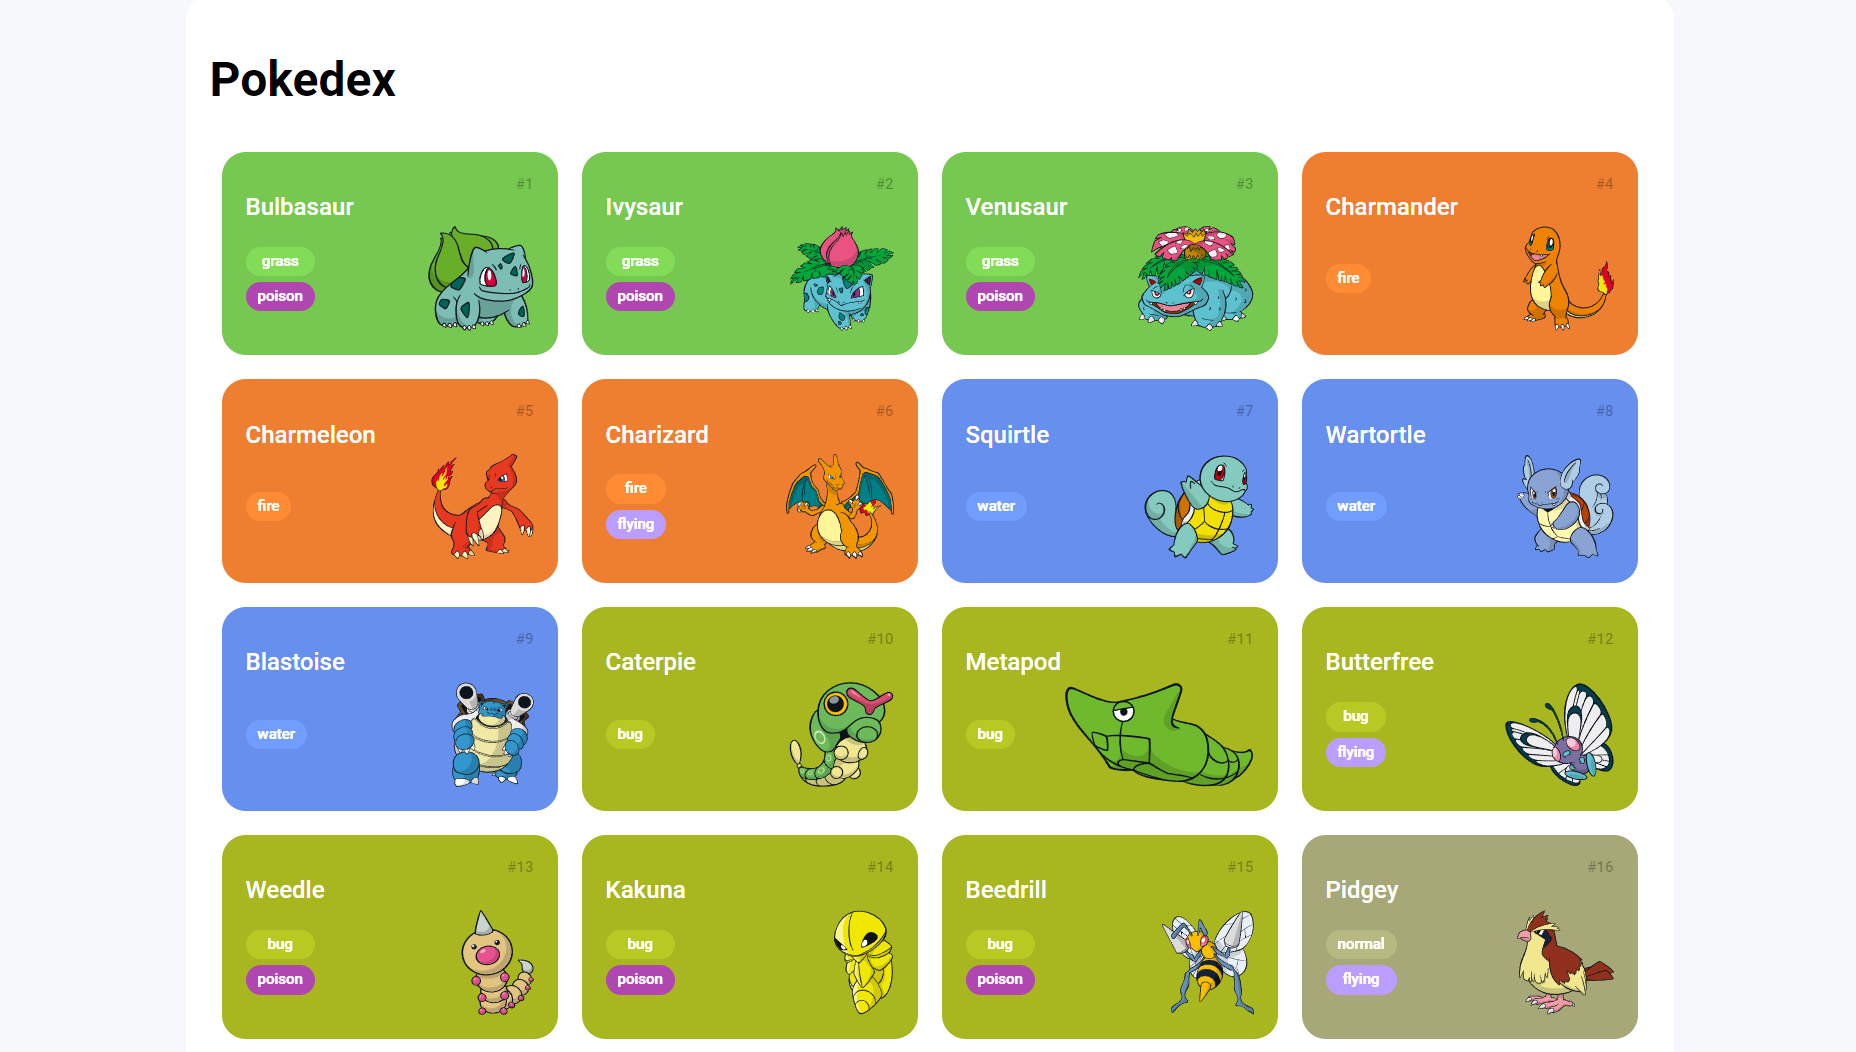 Pokedex
#1
Bulbasaur
grass
poison
#2
Ivysaur
grass
poison
#3
Venusaur
grass
poison
#4
Charmander
fire
#5
Charmeleon
fire
#6
Charizard
fire
flying
#7
Squirtle
water
#8
Wartortle
water
#9
Blastoise
water
#10
Caterpie
bug
#11
Metapod
bug
#12
Butterfree
bug
flying
#13
Weedle
bug
poison
#14
Kakuna
bug
poison
#15
Beedrill
bug
poison
#16
Pidgey
normal
flying